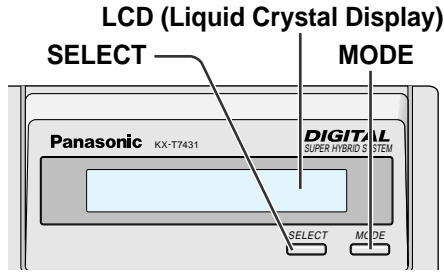 LCD (Liquid Crystal Display)
SELECT MODE
Panasonic KX-T7431 DIGITAL
SUPER HYBRID SYSTEM
SELECT MODE